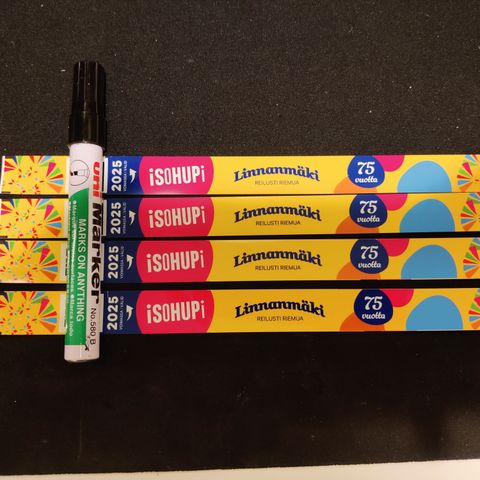 uni Marker
MARKS ON ANYTHING
No.580 B
2025
iSOHUPi
Linnanmäki
REILUSTI RIEMUA
75
vuotta
2025
iSOHUPi
Linnanmäki
REILUSTI RIEMUA
75
vuotta
2025
iSOHUPi
Linnanmäki
REILUSTI RIEMUA
75
vuotta
2025
iSOHUPi
Linnanmäki
REILUSTI RIEMUA
75
vuotta